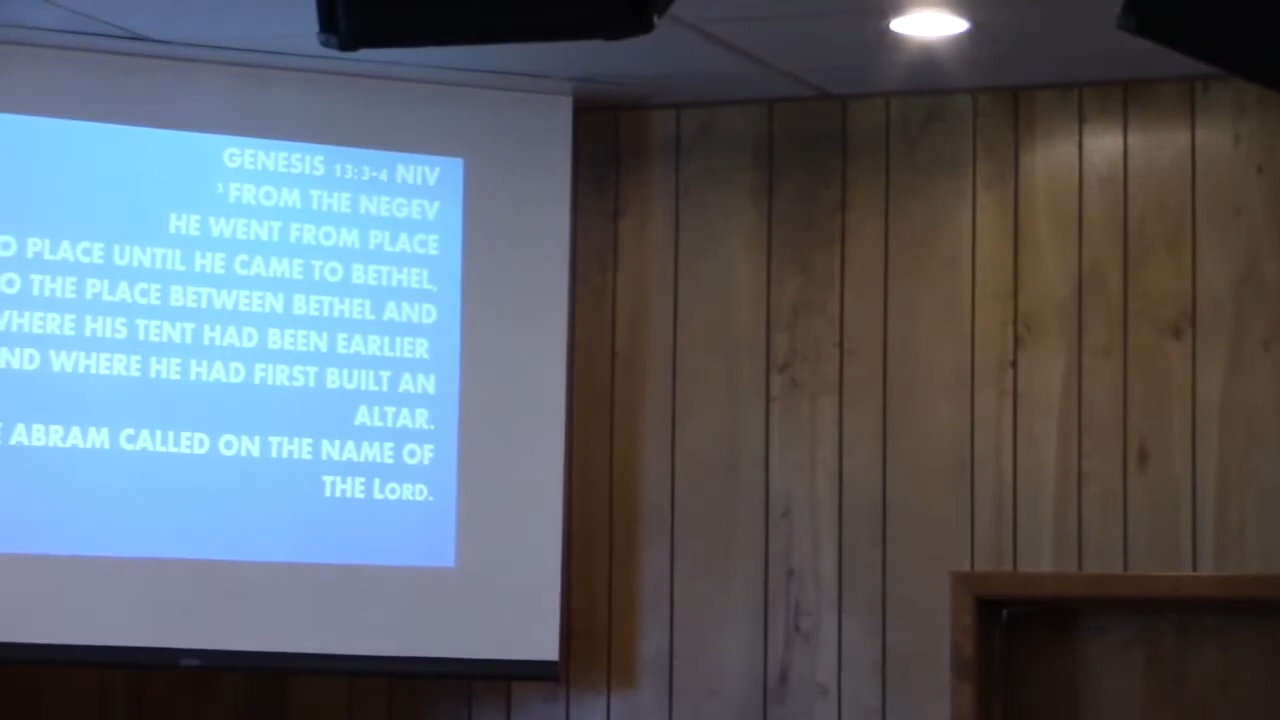 GENESIS 13:3-4 NIV
³ FROM THE NEGEV
HE WENT FROM PLACE
PLACE UNTIL HE CAME TO BETHEL,
THE PLACE BETWEEN BETHEL AND
WHERE HIS TENT HAD BEEN EARLIER
WHERE HE HAD FIRST BUILT AN
ALTAR.
ABRAM CALLED ON THE NAME OF
THE LORD.